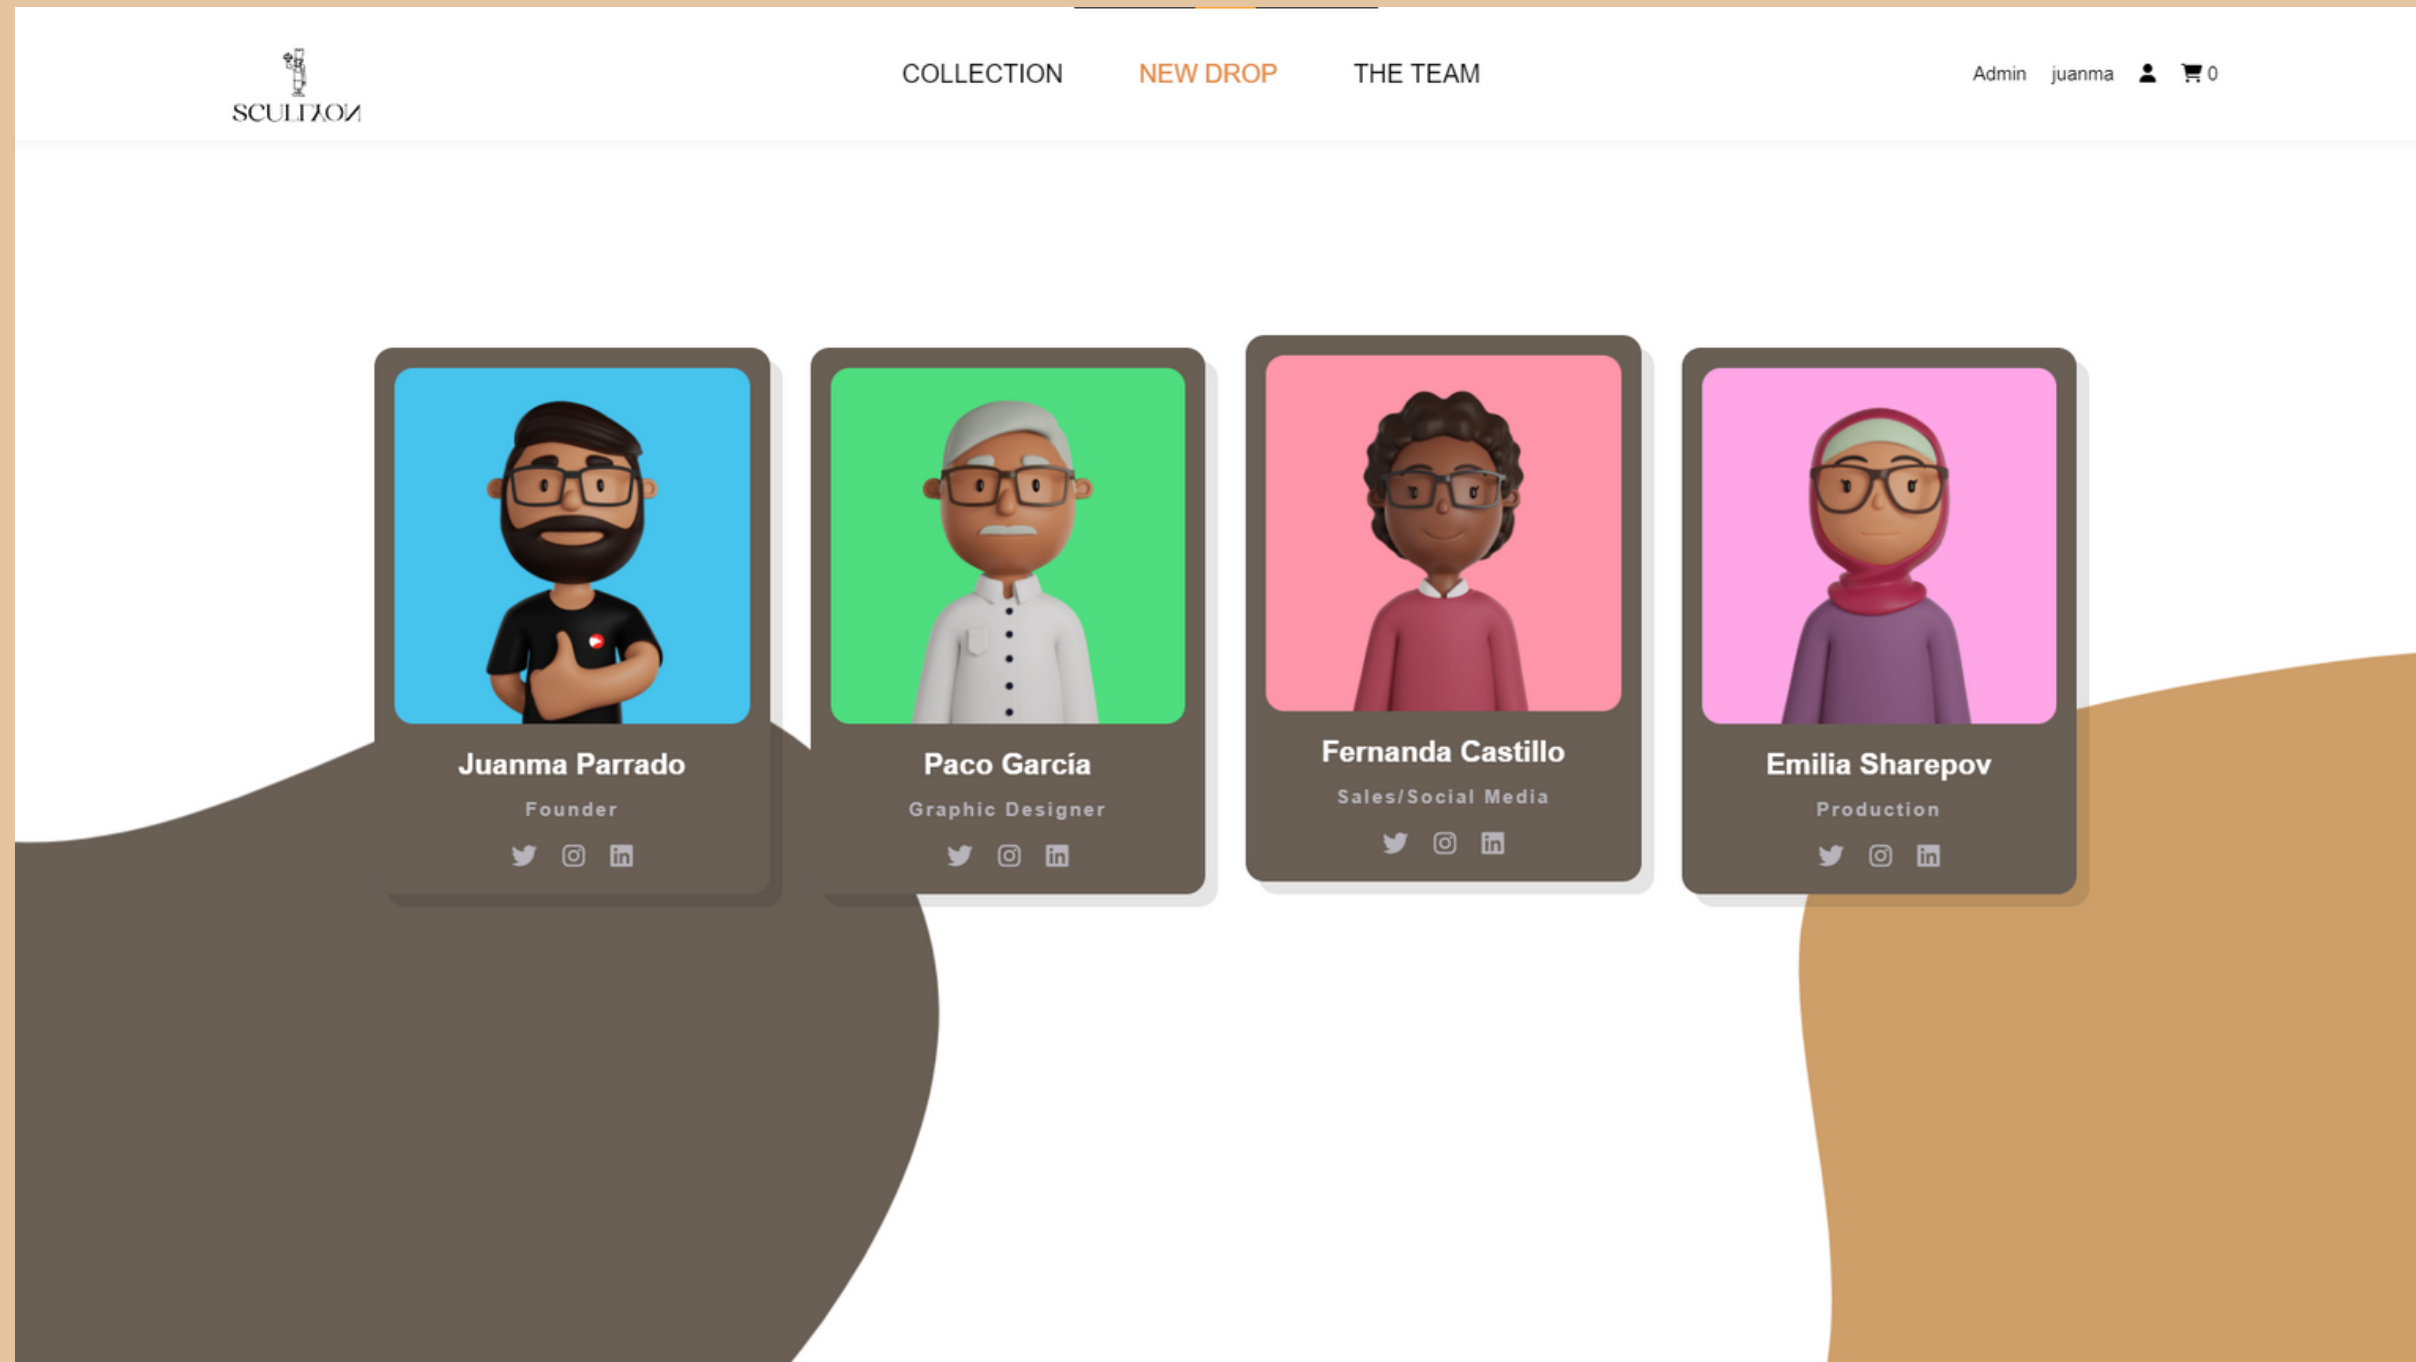 COLLECTION NEW DROP THE TEAM Admin juanma 0
Juanma Parrado
Founder
Paco García
Graphic Designer
Fernanda Castillo
Sales/Social Media
Emilia Sharepov
Production